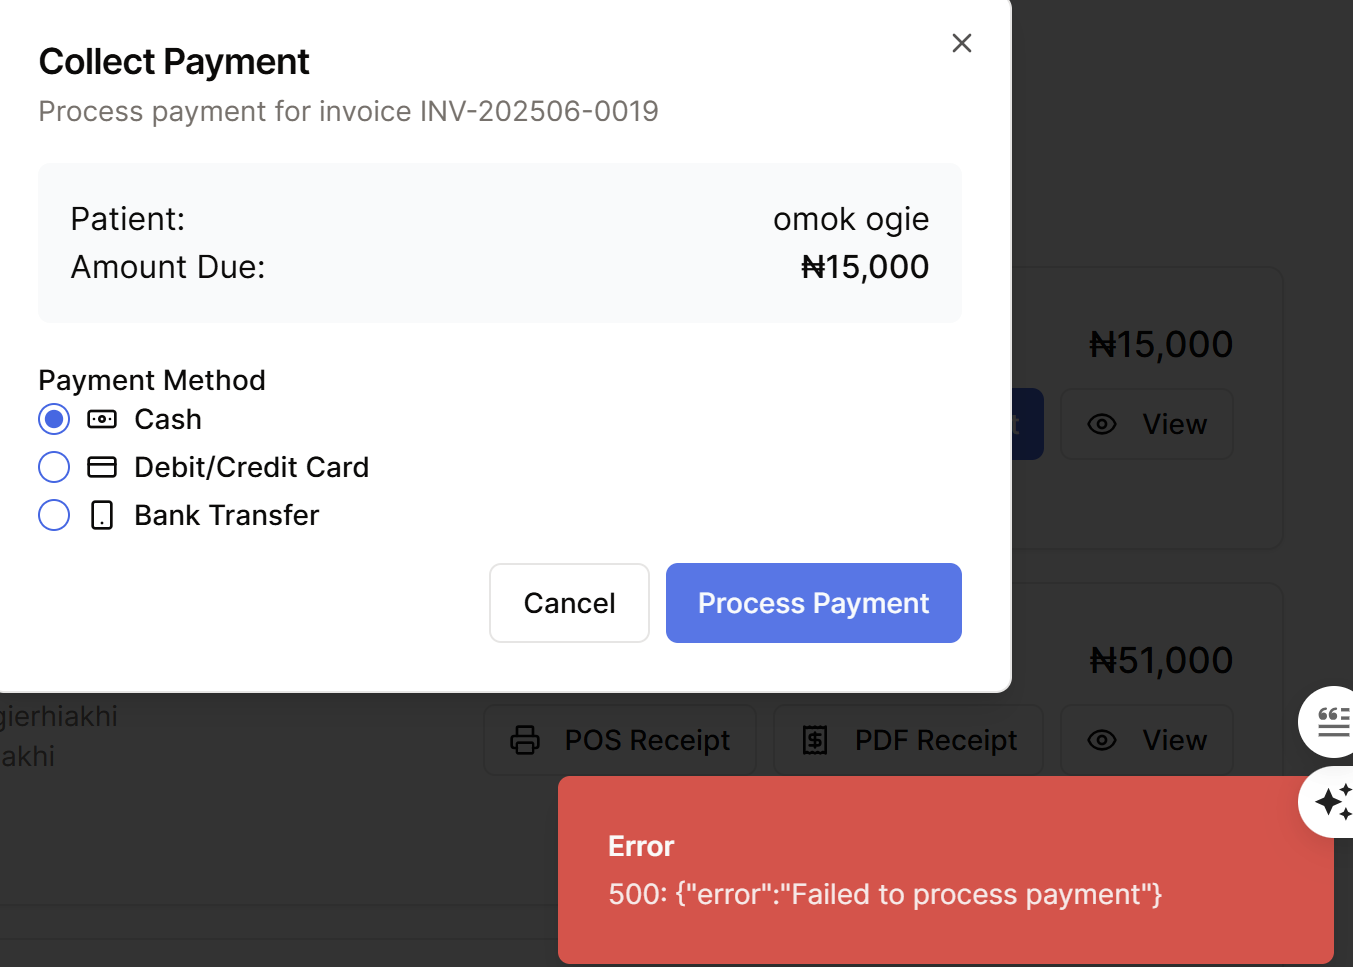 Collect Payment
Process payment for invoice INV-202506-0019
Patient: omok ogie
Amount Due: ₦15,000
Payment Method
Cash
Debit/Credit Card
Bank Transfer
Cancel Process Payment
₦15,000
t View
₦51,000
gierhiakhi
akhi
POS Receipt PDF Receipt View
Error
500: {"error":"Failed to process payment"}